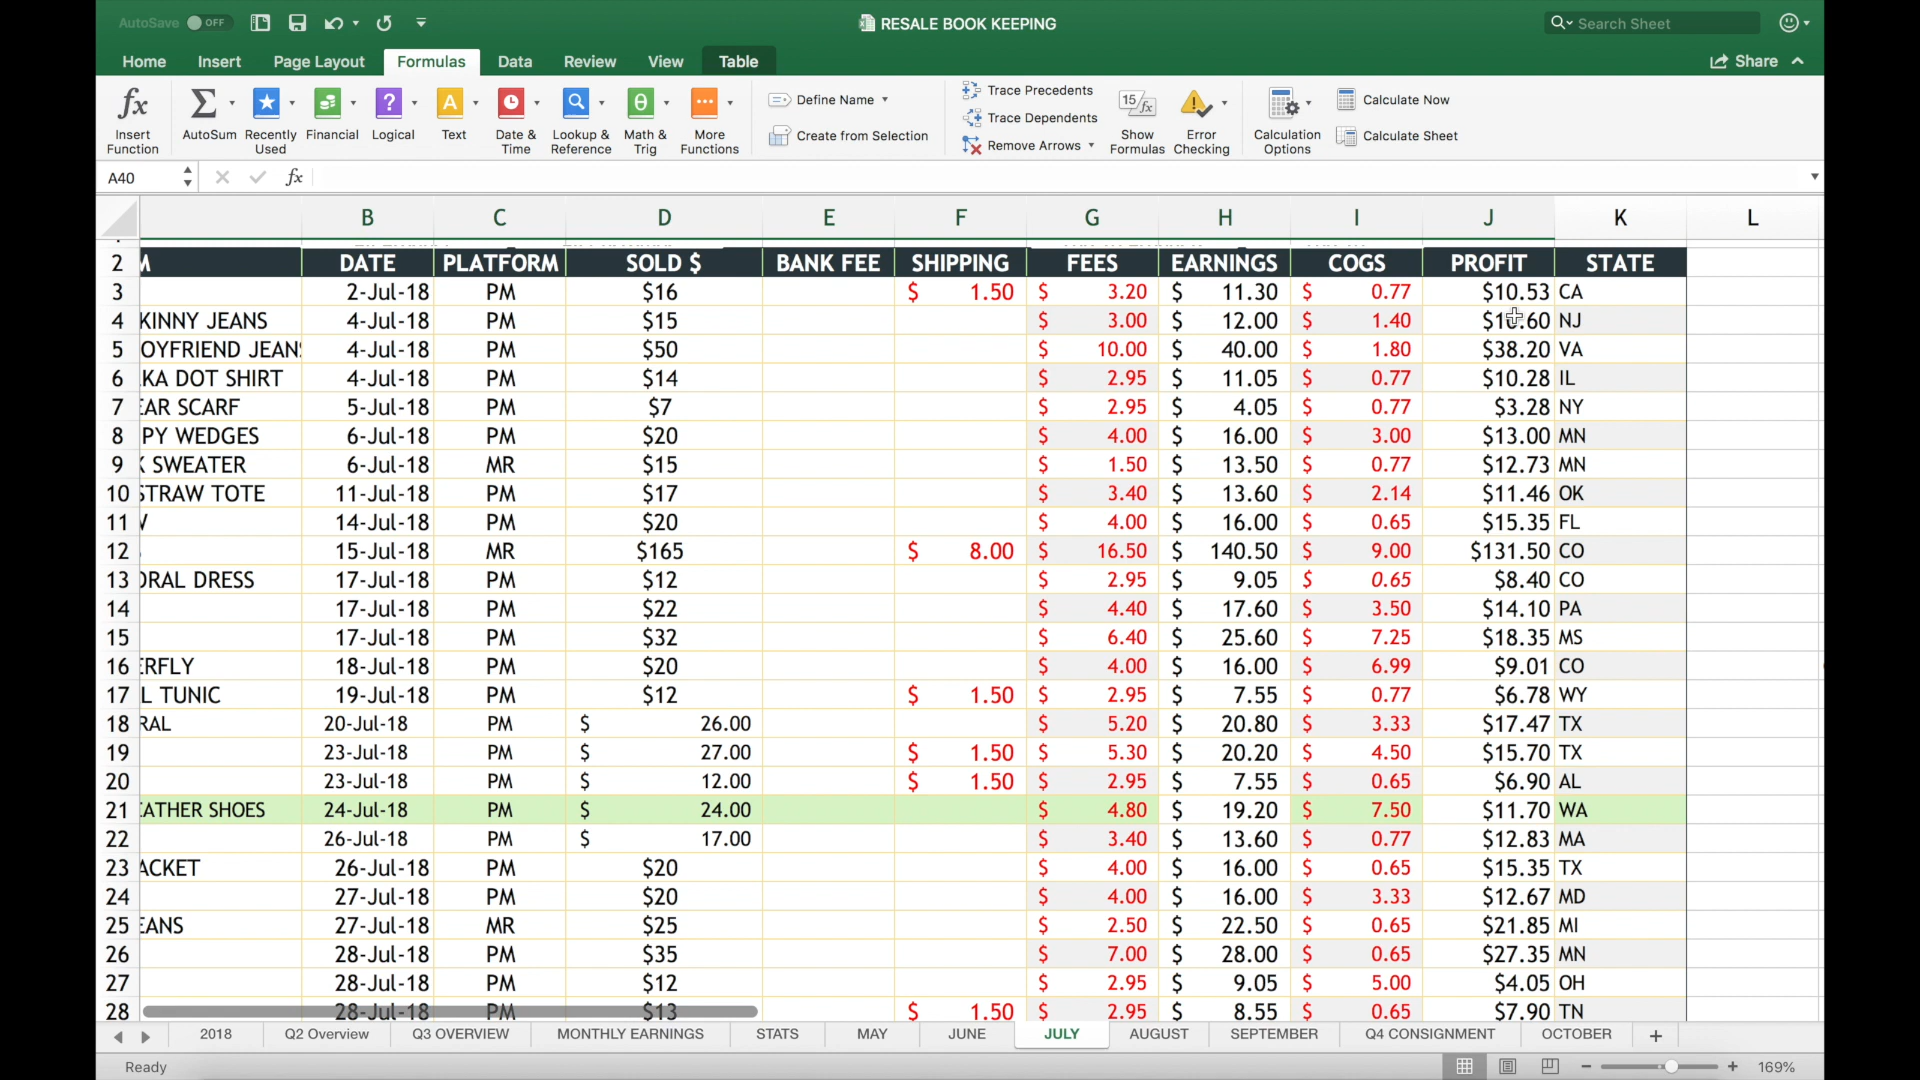 AutoSave OFF
RESALE BOOK KEEPING
Search Sheet
Home Insert Page Layout Formulas Data Review View Table
Share
Insert Function
AutoSum
Recently Used
Financial
Logical
Text
Date & Time
Lookup & Reference
Math & Trig
More Functions
Define Name
Create from Selection
Trace Precedents
Trace Dependents
Remove Arrows
Show Formulas
Error Checking
Calculation Options
Calculate Now
Calculate Sheet
A40 fx
B C D E F G H I J K L
2 M DATE PLATFORM SOLD $ BANK FEE SHIPPING FEES EARNINGS COGS PROFIT STATE
3 2-Jul-18 PM $16 $ 1.50 $ 3.20 $ 11.30 $ 0.77 $10.53 CA
4 KINNY JEANS 4-Jul-18 PM $15 $ 3.00 $ 12.00 $ 1.40 $10.60 NJ
5 OYFRIEND JEAN 4-Jul-18 PM $50 $ 10.00 $ 40.00 $ 1.80 $38.20 VA
6 KA DOT SHIRT 4-Jul-18 PM $14 $ 2.95 $ 11.05 $ 0.77 $10.28 IL
7 EAR SCARF 5-Jul-18 PM $7 $ 2.95 $ 4.05 $ 0.77 $3.28 NY
8 PY WEDGES 6-Jul-18 PM $20 $ 4.00 $ 16.00 $ 3.00 $13.00 MN
9 K SWEATER 6-Jul-18 MR $15 $ 1.50 $ 13.50 $ 0.77 $12.73 MN
10 STRAW TOTE 11-Jul-18 PM $17 $ 3.40 $ 13.60 $ 2.14 $11.46 OK
11 14-Jul-18 PM $20 $ 4.00 $ 16.00 $ 0.65 $15.35 FL
12 15-Jul-18 MR $165 $ 8.00 $ 16.50 $ 140.50 $ 9.00 $131.50 CO
13 ORAL DRESS 17-Jul-18 PM $12 $ 2.95 $ 9.05 $ 0.65 $8.40 CO
14 17-Jul-18 PM $22 $ 4.40 $ 17.60 $ 3.50 $14.10 PA
15 17-Jul-18 PM $32 $ 6.40 $ 25.60 $ 7.25 $18.35 MS
16 ERFLY 18-Jul-18 PM $20 $ 4.00 $ 16.00 $ 6.99 $9.01 CO
17 L TUNIC 19-Jul-18 PM $12 $ 1.50 $ 2.95 $ 7.55 $ 0.77 $6.78 WY
18 RAL 20-Jul-18 PM $ 26.00 $ 5.20 $ 20.80 $ 3.33 $17.47 TX
19 23-Jul-18 PM $ 27.00 $ 1.50 $ 5.30 $ 20.20 $ 4.50 $15.70 TX
20 23-Jul-18 PM $ 12.00 $ 1.50 $ 2.95 $ 7.55 $ 0.65 $6.90 AL
21 EATHER SHOES 24-Jul-18 PM $ 24.00 $ 4.80 $ 19.20 $ 7.50 $11.70 WA
22 26-Jul-18 PM $ 17.00 $ 3.40 $ 13.60 $ 0.77 $12.83 MA
23 ACKET 26-Jul-18 PM $20 $ 4.00 $ 16.00 $ 0.65 $15.35 TX
24 27-Jul-18 PM $20 $ 4.00 $ 16.00 $ 3.33 $12.67 MD
25 EANS 27-Jul-18 MR $25 $ 2.50 $ 22.50 $ 0.65 $21.85 MI
26 28-Jul-18 PM $35 $ 7.00 $ 28.00 $ 0.65 $27.35 MN
27 28-Jul-18 PM $12 $ 2.95 $ 9.05 $ 5.00 $4.05 OH
28 28-Jul-18 PM $13 $ 1.50 $ 2.95 $ 8.55 $ 0.65 $7.90 TN
2018 Q2 Overview Q3 OVERVIEW MONTHLY EARNINGS STATS MAY JUNE JULY AUGUST SEPTEMBER Q4 CONSIGNMENT OCTOBER +
Ready 169%